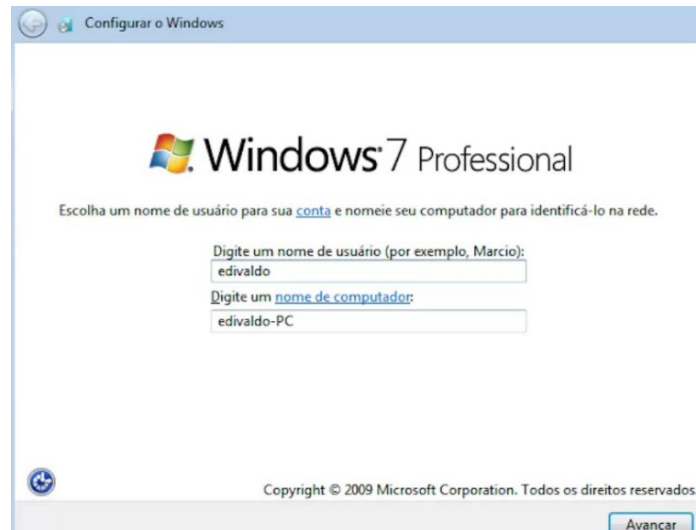 Configurar o Windows
Windows 7 Professional
Escolha um nome de usuário para sua conta e nomeie seu computador para identificá-lo na rede.
Digite um nome de usuário (por exemplo, Marcio):
edivaldo
Digite um nome de computador:
edivaldo-PC
Copyright © 2009 Microsoft Corporation. Todos os direitos reservados.
Avançar